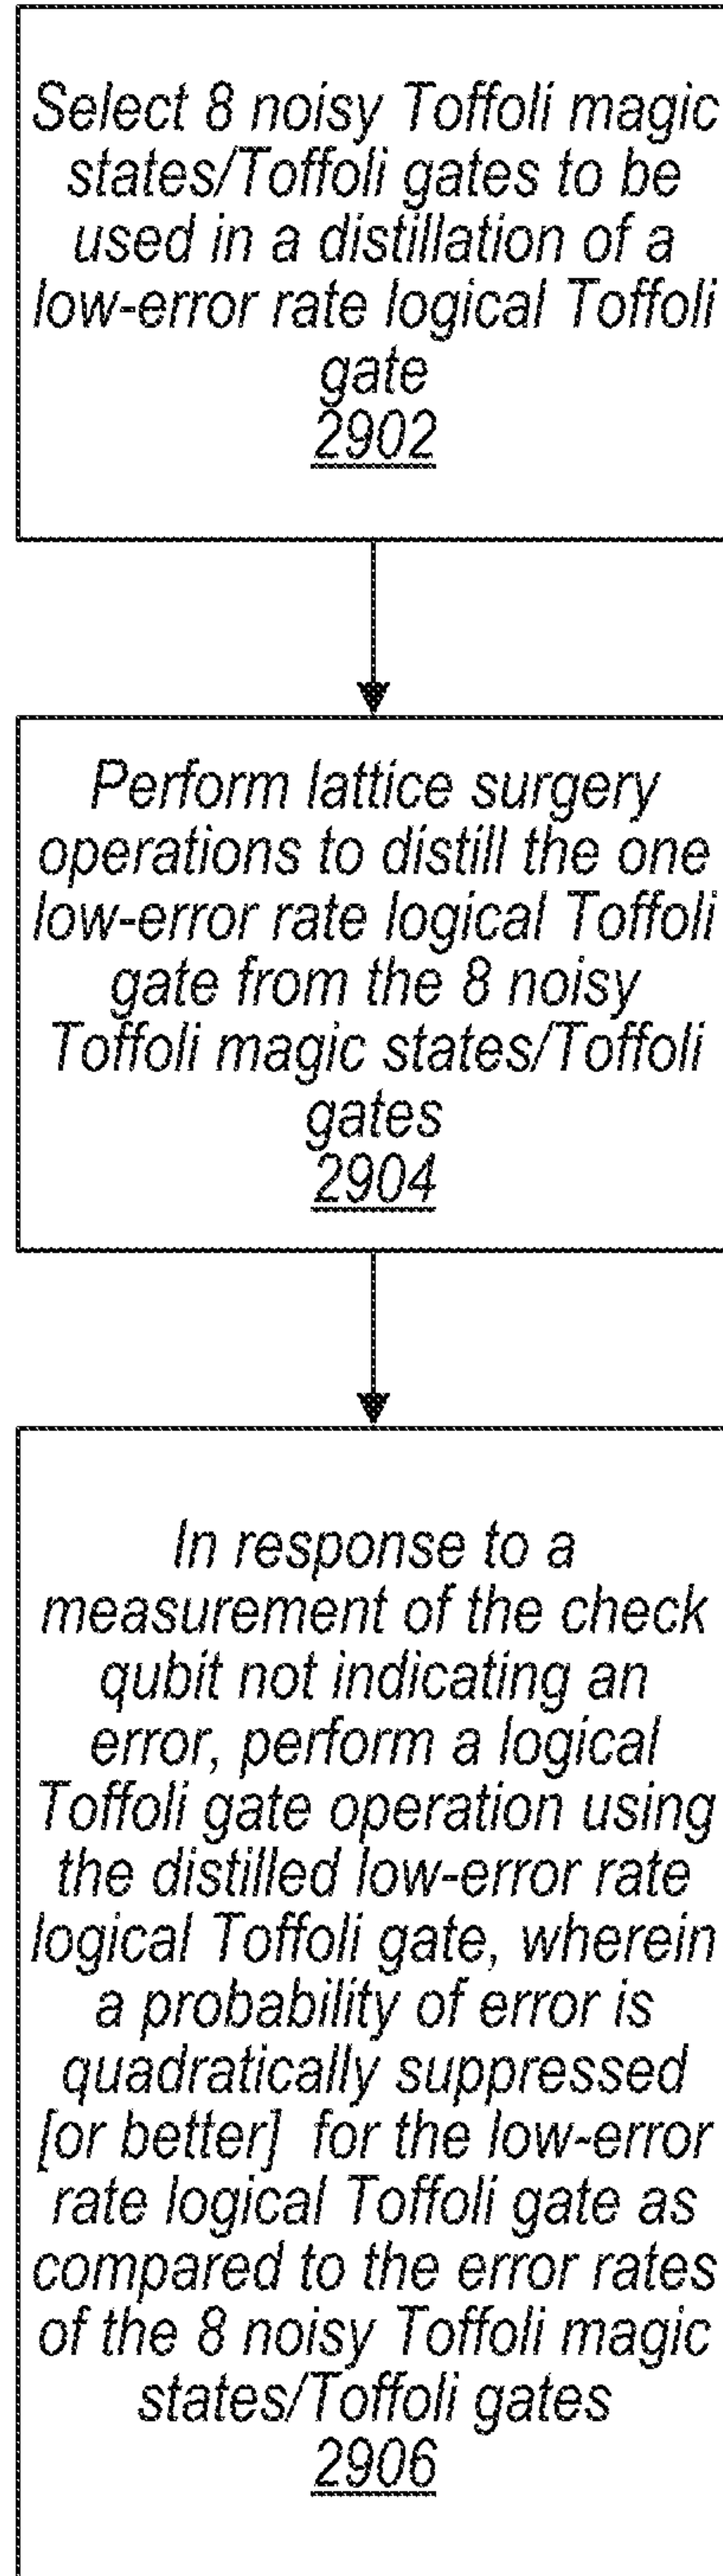 Select 8 noisy Toffoli magic
states/Toffoli gates to be
used in a distillation of a
low-error rate logical Toffoli
gate
2902
Perform lattice surgery
operations to distill the one
low-error rate logical Toffoli
gate from the 8 noisy
Toffoli magic states/Toffoli
gates
2904
In response to a
measurement of the check
qubit not indicating an
error, perform a logical
Toffoli gate operation using
the distilled low-error rate
logical Toffoli gate, wherein
a probability of error is
quadratically suppressed
[or better]  for the low-error
rate logical Toffoli gate as
compared to the error rates
of the 8 noisy Toffoli magic
states/Toffoli gates
2906